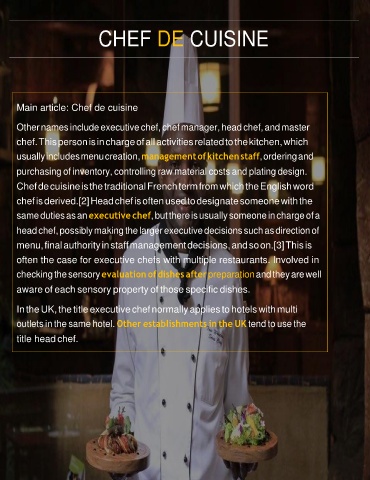 CHEF DE CUISINE
Main article: Chef de cuisine
Other names include executive chef, chef manager, head chef, and master
chef. This person is in charge of all activities related to the kitchen, which
usually includes menu creation, management of kitchen staff, ordering and
purchasing of inventory, controlling raw material costs and plating design.
Chef de cuisine is the traditional French term from which the English word
chef is derived.[2] Head chef is often used to designate someone with the
same duties as an executive chef, but there is usually someone in charge of a
head chef, possibly making the larger executive decisions such as direction of
menu, final authority in staff management decisions, and so on.[3] This is
often the case for executive chefs with multiple restaurants. Involved in
checking the sensory evaluation of dishes after preparation and they are well
aware of each sensory property of those specific dishes.
In the UK, the title executive chef normally applies to hotels with multi
outlets in the same hotel. Other establishments in the UK tend to use the
title head chef.